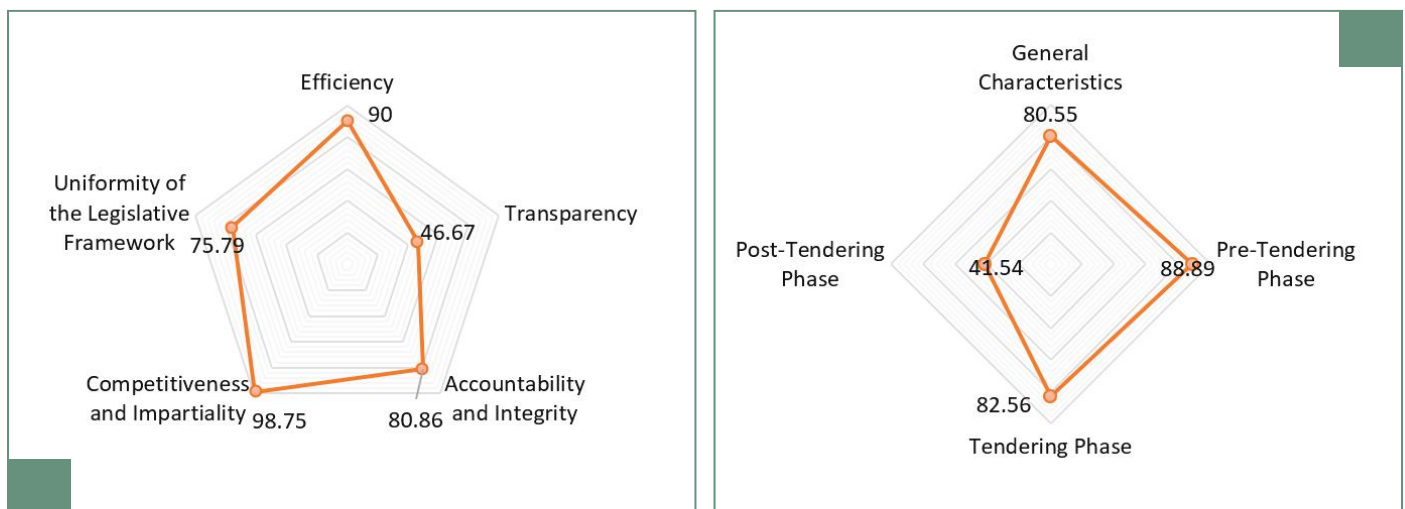 Efficiency
90
Transparency
46.67
Accountability
and Integrity
80.86
Competitiveness
and Impartiality
98.75
Uniformity of
the Legislative
Framework
75.79
General
Characteristics
80.55
Pre-Tendering
Phase
88.89
Tendering Phase
82.56
Post-Tendering
Phase
41.54